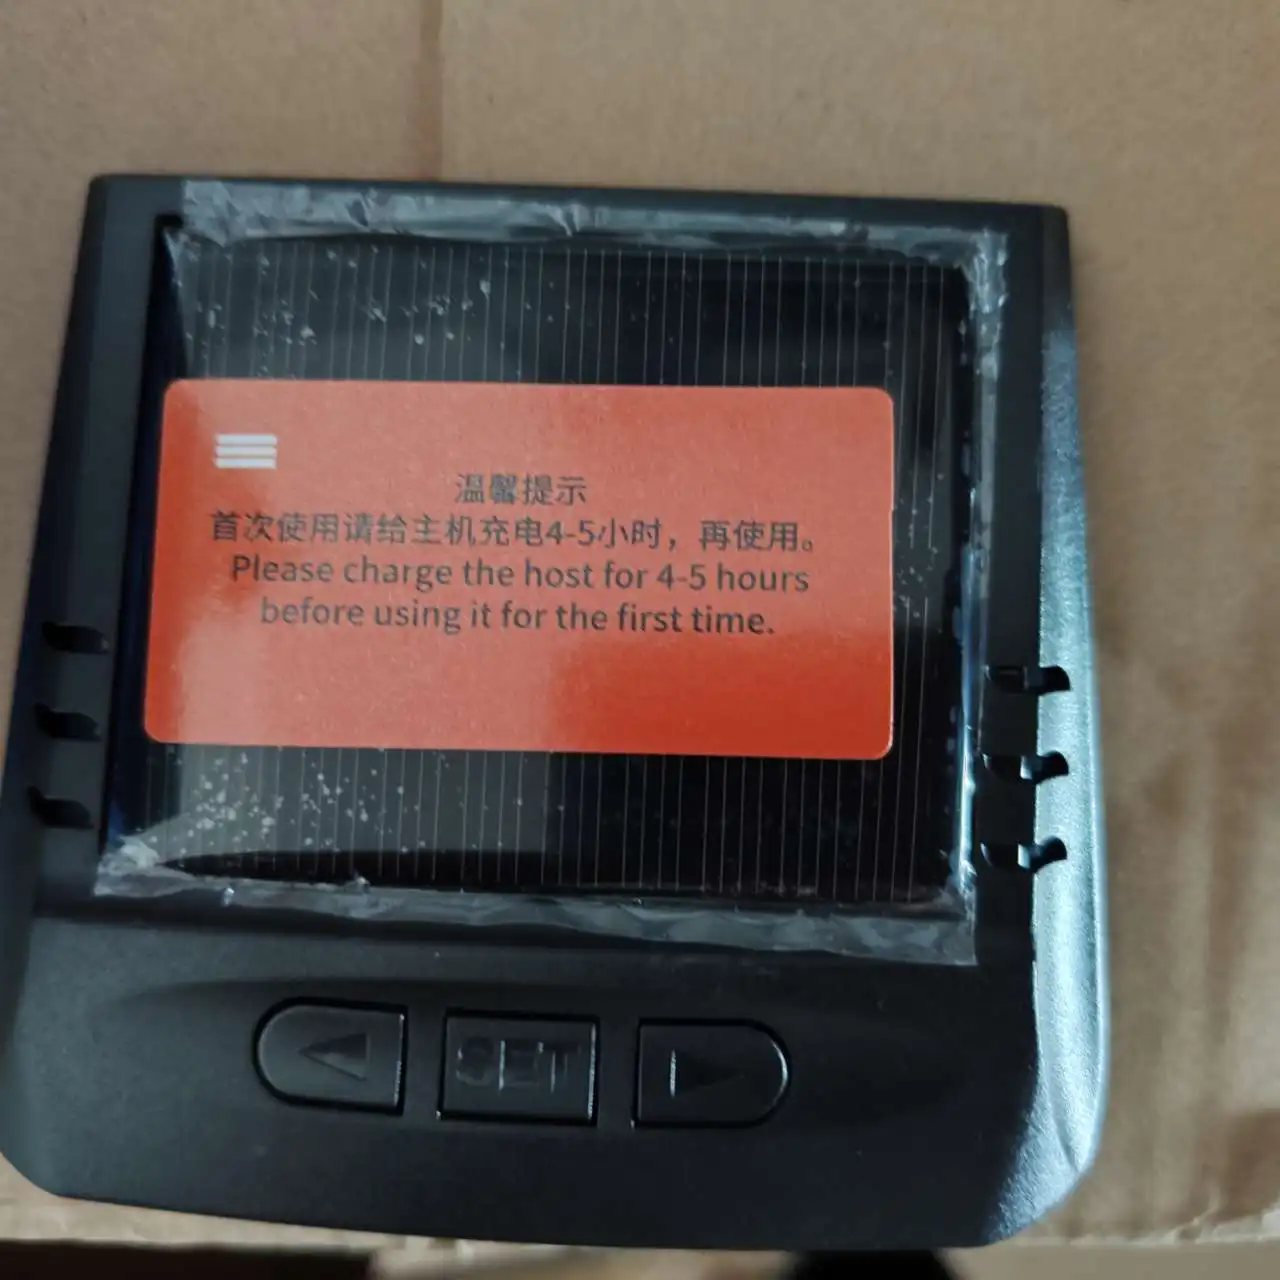 温馨提示
首次使用请给主机充电4-5小时，再使用。
Please charge the host for 4-5 hours
before using it for the first time.
SET